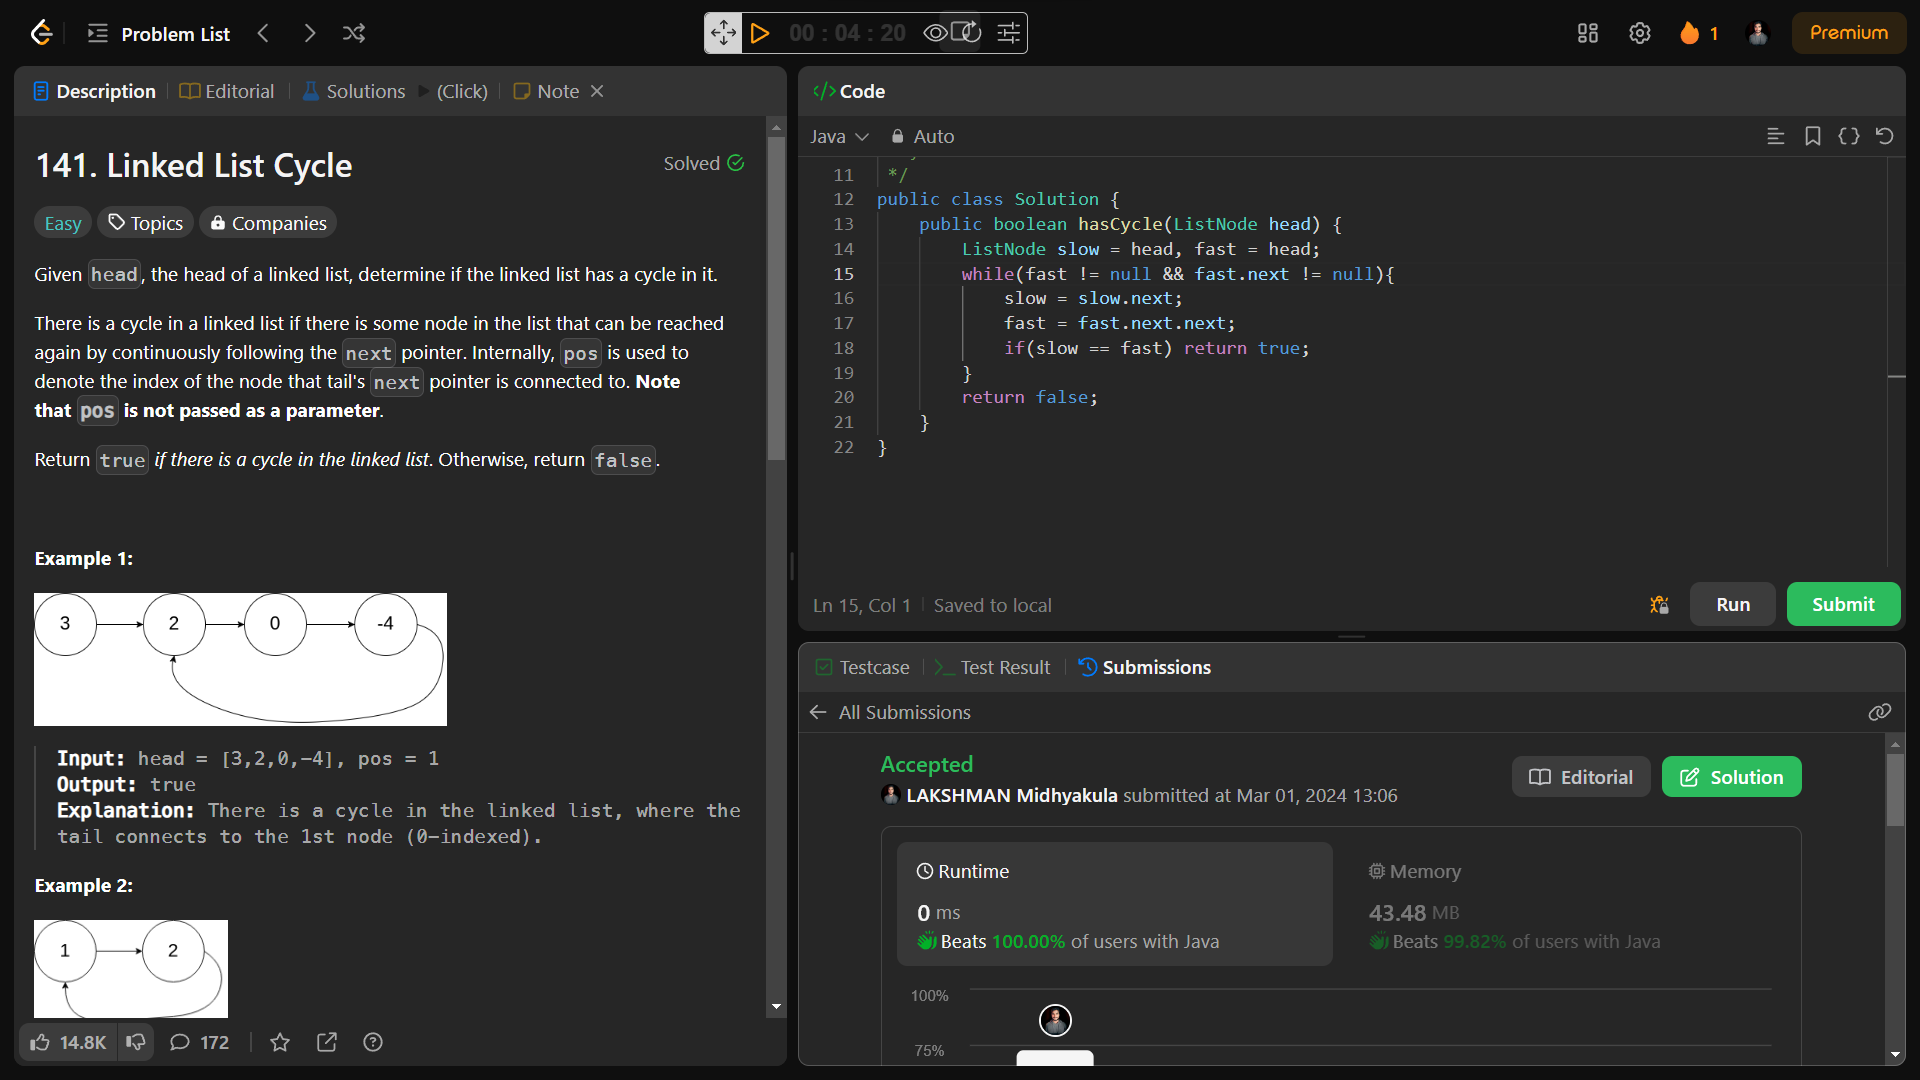 Problem List
00 : 04 : 20
1
Premium
Description
Editorial
Solutions
(Click)
Note
141. Linked List Cycle
Solved
Easy
Topics
Companies
Given head, the head of a linked list, determine if the linked list has a cycle in it.
There is a cycle in a linked list if there is some node in the list that can be reached
again by continuously following the next pointer. Internally, pos is used to
denote the index of the node that tail's next pointer is connected to. Note
that pos is not passed as a parameter.
Return true if there is a cycle in the linked list. Otherwise, return false.
Example 1:
3 2 0 -4
Input: head = [3,2,0,-4], pos = 1
Output: true
Explanation: There is a cycle in the linked list, where the
tail connects to the 1st node (0-indexed).
Example 2:
1 2
14.8K
172
</> Code
Java
Auto
11 */
12 public class Solution {
13 public boolean hasCycle(ListNode head) {
14 ListNode slow = head, fast = head;
15 while(fast != null && fast.next != null){
16 slow = slow.next;
17 fast = fast.next.next;
18 if(slow == fast) return true;
19 }
20 return false;
21 }
22 }
Ln 15, Col 1
Saved to local
Run
Submit
Testcase
Test Result
Submissions
All Submissions
Accepted
LAKSHMAN Midhyakula submitted at Mar 01, 2024 13:06
Editorial
Solution
Runtime
0 ms
Beats 100.00% of users with Java
Memory
43.48 MB
Beats 99.82% of users with Java
100%
75%